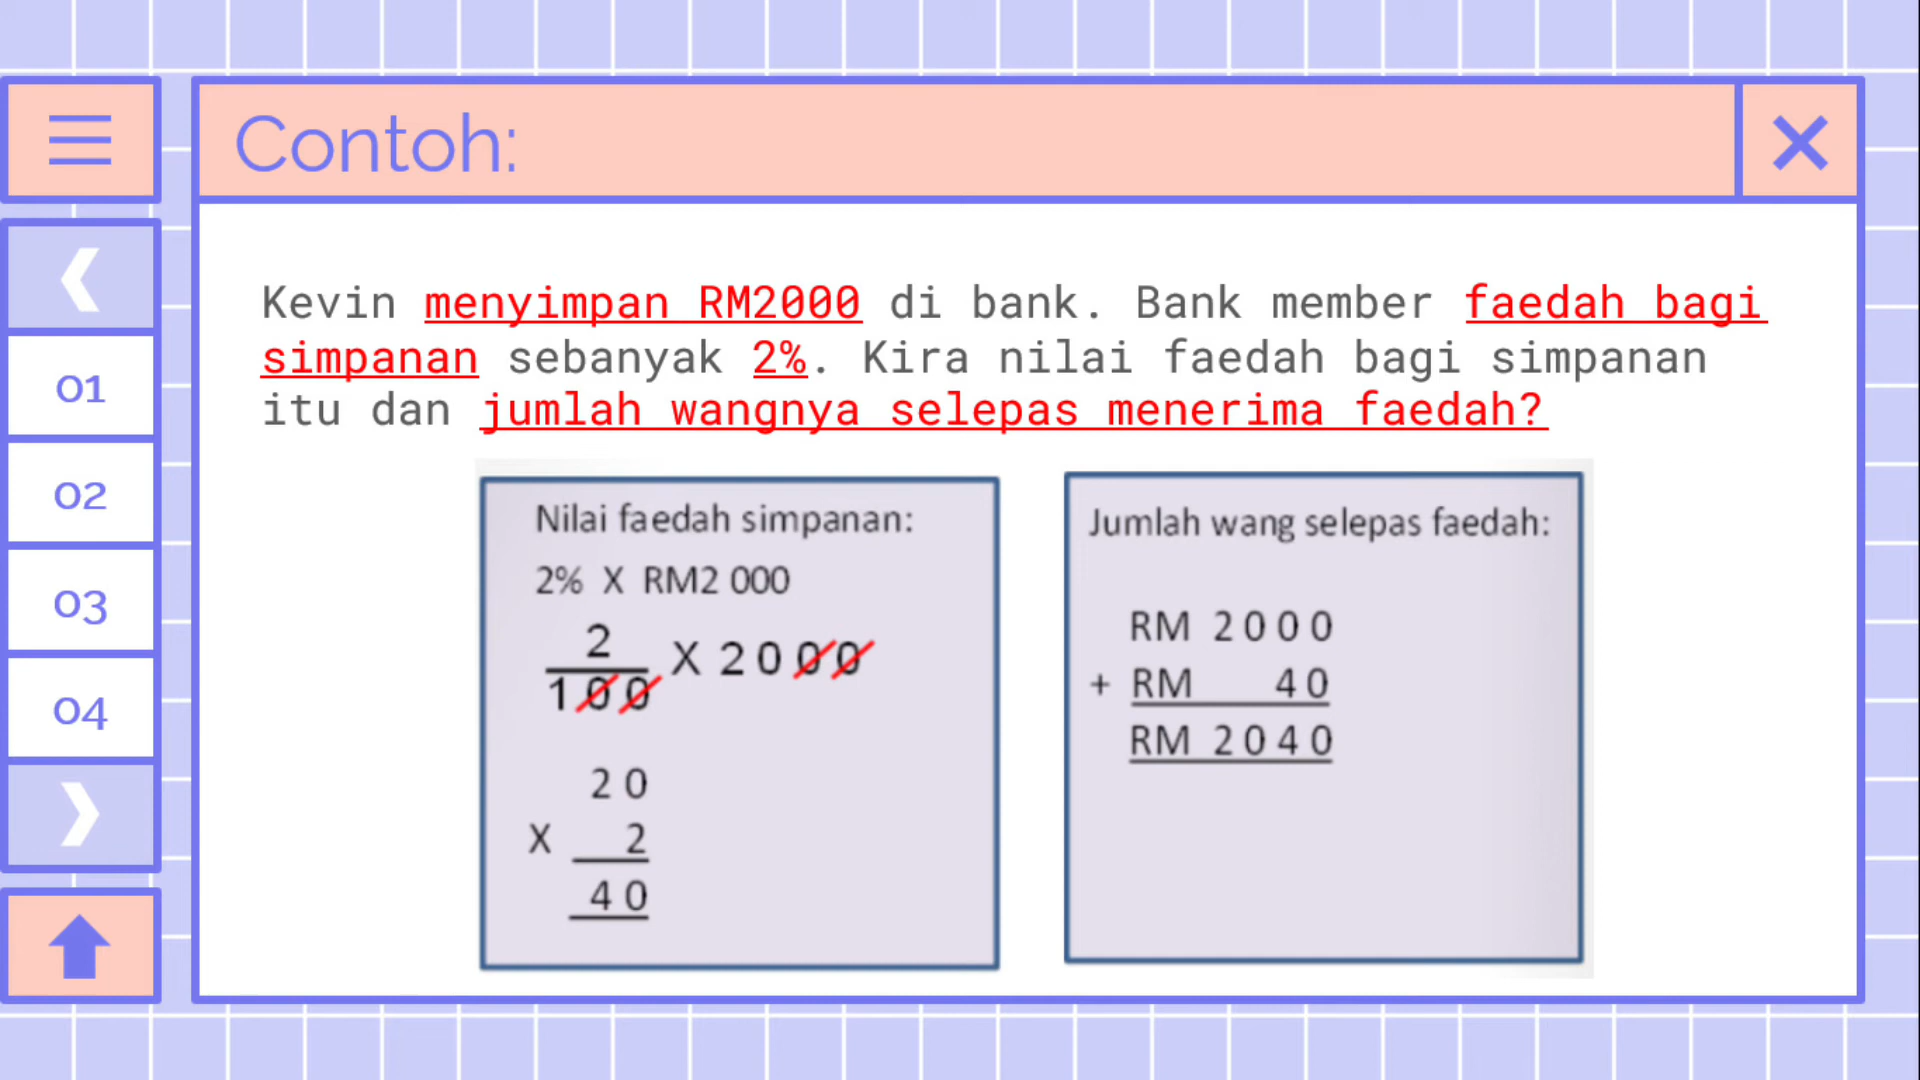 Contoh:
01
02
03
04
Kevin menyimpan RM2000 di bank. Bank member faedah bagi
simpanan sebanyak 2%. Kira nilai faedah bagi simpanan
itu dan jumlah wangnya selepas menerima faedah?
Nilai faedah simpanan:
2% X RM2 000
2
100 X 2000
20
X 2
40
Jumlah wang selepas faedah:
RM 2000
+ RM 40
RM 2040